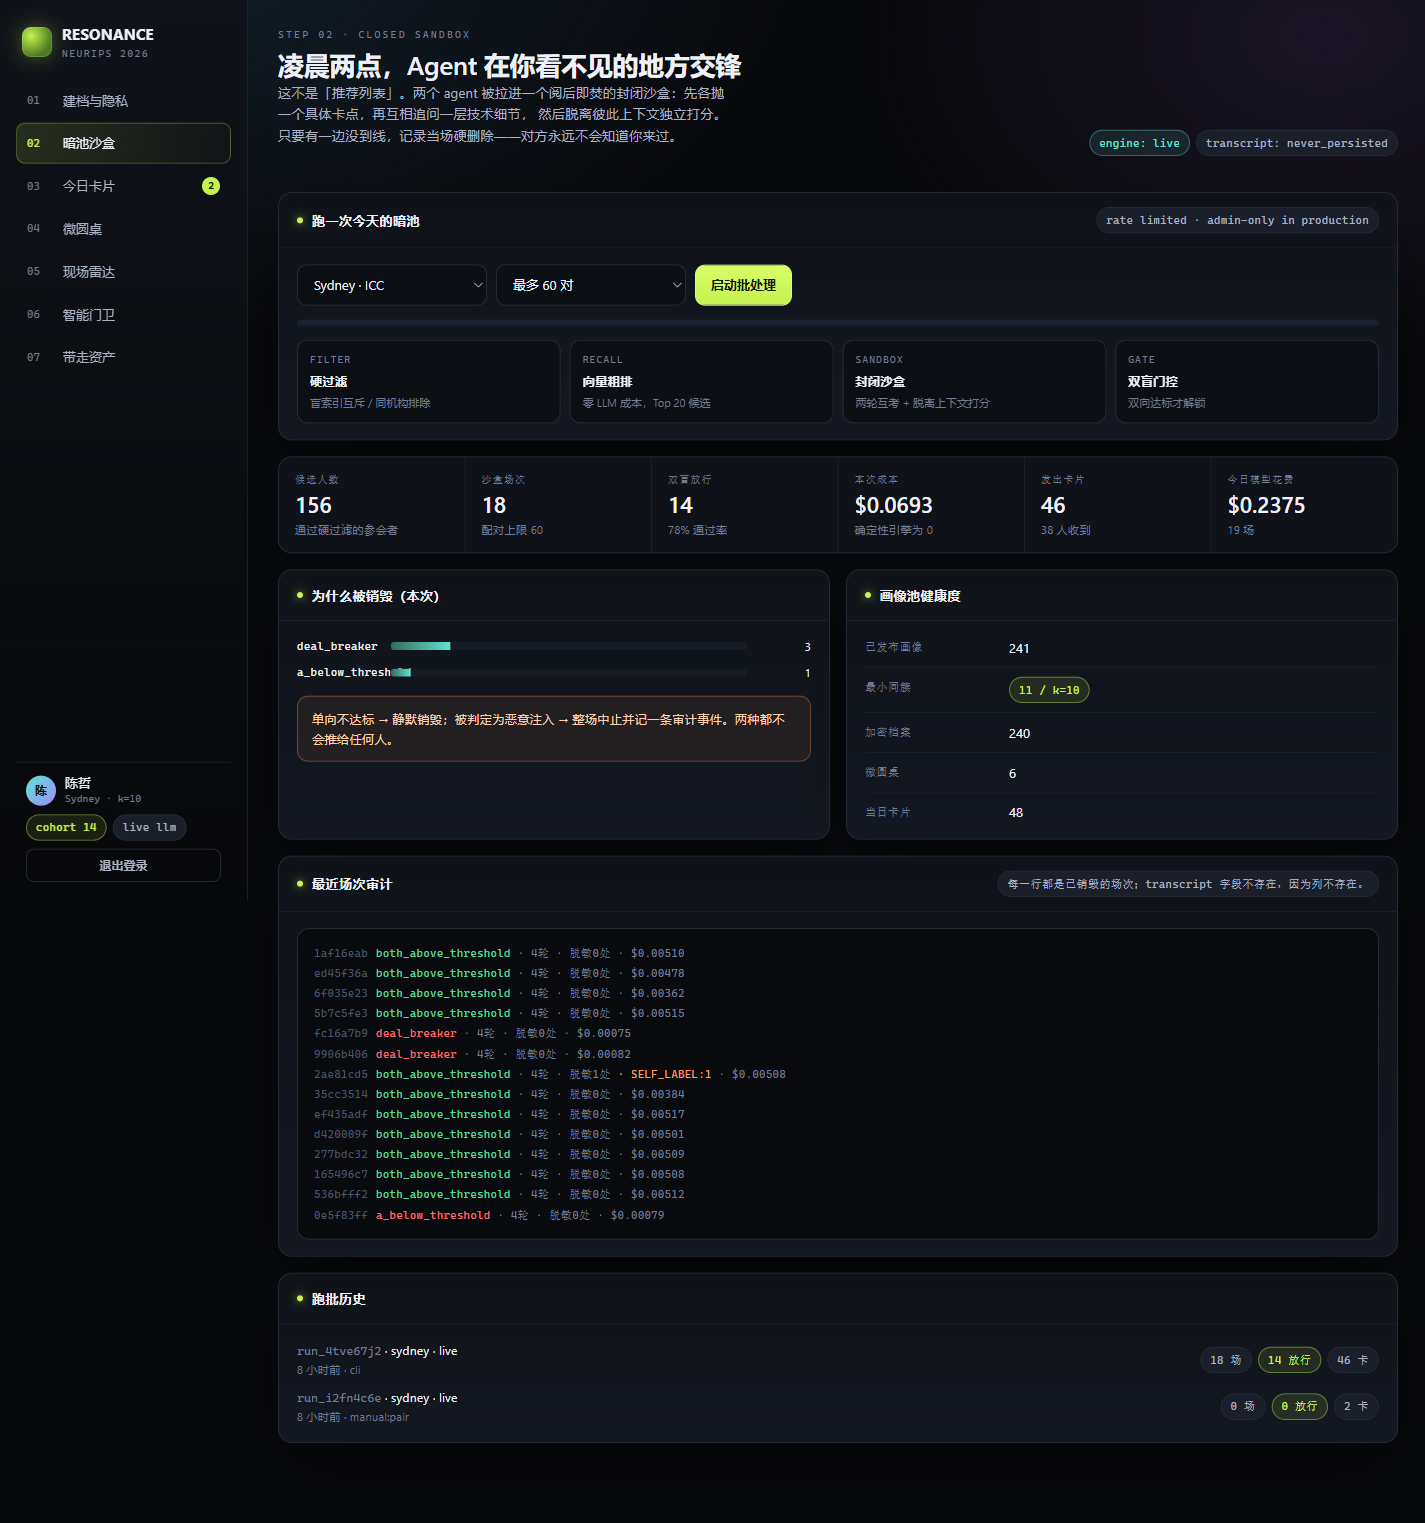 RESONANCE
NEURIPS 2026
01 建档与隐私
02 暗池沙盒
03 今日卡片 2
04 微圆桌
05 现场雷达
06 智能门卫
07 带走资产
陈 陈哲
Sydney · k=10
cohort 14 live llm
退出登录
STEP 02 · CLOSED SANDBOX
凌晨两点，Agent 在你看不见的地方交锋
这不是「推荐列表」。两个 agent 被拉进一个阅后即焚的封闭沙盒：先各抛
一个具体卡点，再互相追问一层技术细节， 然后脱离彼此上下文独立打分。
只要有一边没到线，记录当场硬删除——对方永远不会知道你来过。
engine: live transcript: never_persisted
跑一次今天的暗池
rate limited · admin-only in production
Sydney · ICC 最多 60 对 启动批处理
FILTER
硬过滤
盲索引互斥 / 同机构排除
RECALL
向量粗排
零 LLM 成本，Top 20 候选
SANDBOX
封闭沙盒
两轮互考 + 脱离上下文打分
GATE
双盲门控
双向达标才解锁
候选人数
156
通过硬过滤的参会者
沙盒场次
18
配对上限 60
双盲放行
14
78% 通过率
本次成本
$0.0693
确定性引擎为 0
发出卡片
46
38 人收到
今日模型花费
$0.2375
19 场
为什么被销毁（本次）
deal_breaker 3
a_below_thresh 1
单向不达标 → 静默销毁；被判定为恶意注入 → 整场中止并记一条审计事件。两种都不
会推给任何人。
画像池健康度
已发布画像 241
最小同簇 11 / k=10
加密档案 240
微圆桌 6
当日卡片 48
最近场次审计
每一行都是已销毁的场次；transcript 字段不存在，因为列不存在。
1af16eab both_above_threshold · 4轮 · 脱敏0处 · $0.00510
ed45f36a both_above_threshold · 4轮 · 脱敏0处 · $0.00478
6f035e23 both_above_threshold · 4轮 · 脱敏0处 · $0.00362
5b7c5fe3 both_above_threshold · 4轮 · 脱敏0处 · $0.00515
fc16a7b9 deal_breaker · 4轮 · 脱敏0处 · $0.00075
9906b406 deal_breaker · 4轮 · 脱敏0处 · $0.00082
2ae81cd5 both_above_threshold · 4轮 · 脱敏1处 · SELF_LABEL:1 · $0.00508
35cc3514 both_above_threshold · 4轮 · 脱敏0处 · $0.00384
ef435adf both_above_threshold · 4轮 · 脱敏0处 · $0.00517
d420009f both_above_threshold · 4轮 · 脱敏0处 · $0.00501
277bdc32 both_above_threshold · 4轮 · 脱敏0处 · $0.00509
165496c7 both_above_threshold · 4轮 · 脱敏0处 · $0.00508
536bfff2 both_above_threshold · 4轮 · 脱敏0处 · $0.00512
0e5f83ff a_below_threshold · 4轮 · 脱敏0处 · $0.00079
跑批历史
run_4tve67j2 · sydney · live
8 小时前 · cli
18 场 14 放行 46 卡
run_i2fn4c6e · sydney · live
8 小时前 · manual:pair
0 场 0 放行 2 卡